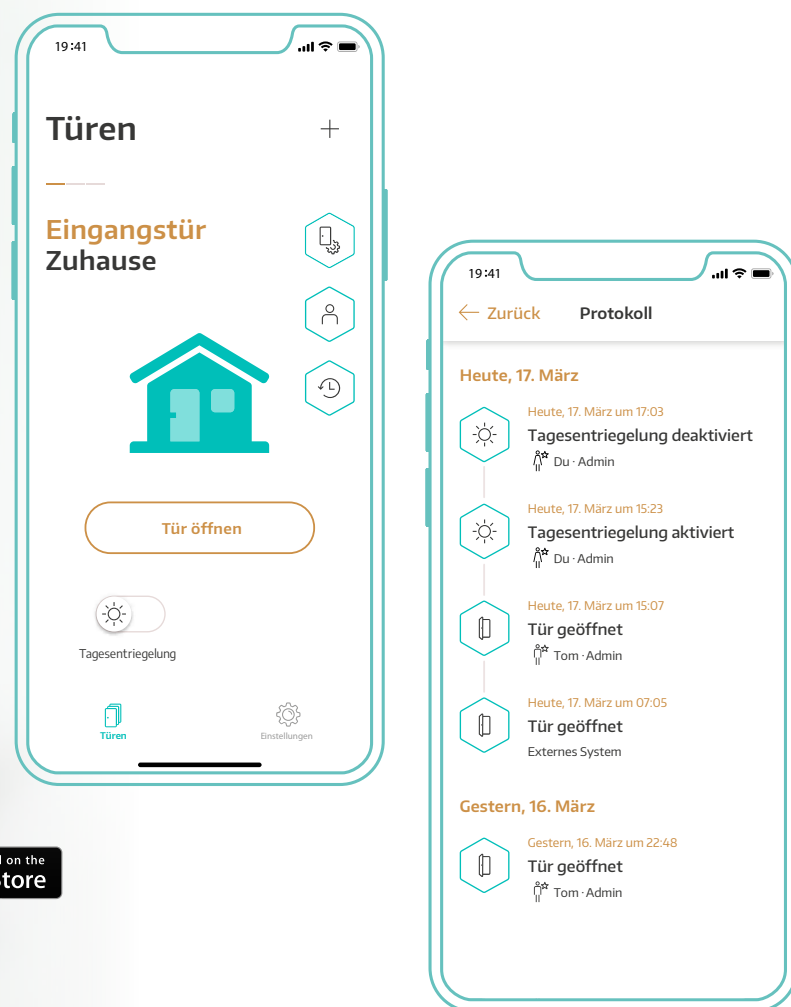 19:41
Türen
Eingangstür
Zuhause
Tür öffnen
Tagesentriegelung
Türen
Einstellungen
on the
19:41
Zurück
Protokoll
Heute, 17. März
Heute, 17. März um 17:03
Tagesentriegelung deaktiviert
Du · Admin
Heute, 17. März um 15:23
Tagesentriegelung aktiviert
Du · Admin
Heute, 17. März um 15:07
Tür geöffnet
Tom · Admin
Heute, 17. März um 07:05
Tür geöffnet
Externes System
Gestern, 16. März
Gestern, 16. März um 22:48
Tür geöffnet
Tom · Admin